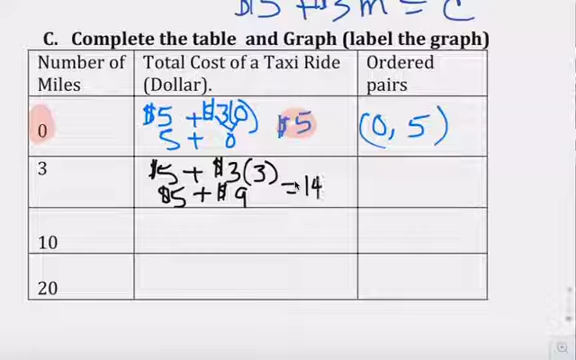 $5 + $3m = C
C. Complete the table and Graph (label the graph)
Number of Miles
Total Cost of a Taxi Ride (Dollar).
Ordered pairs
0
$5 + $3(0)
5 + 0
$5
(0, 5)
3
$5 + $3(3)
$5 + $9
=14
10
20